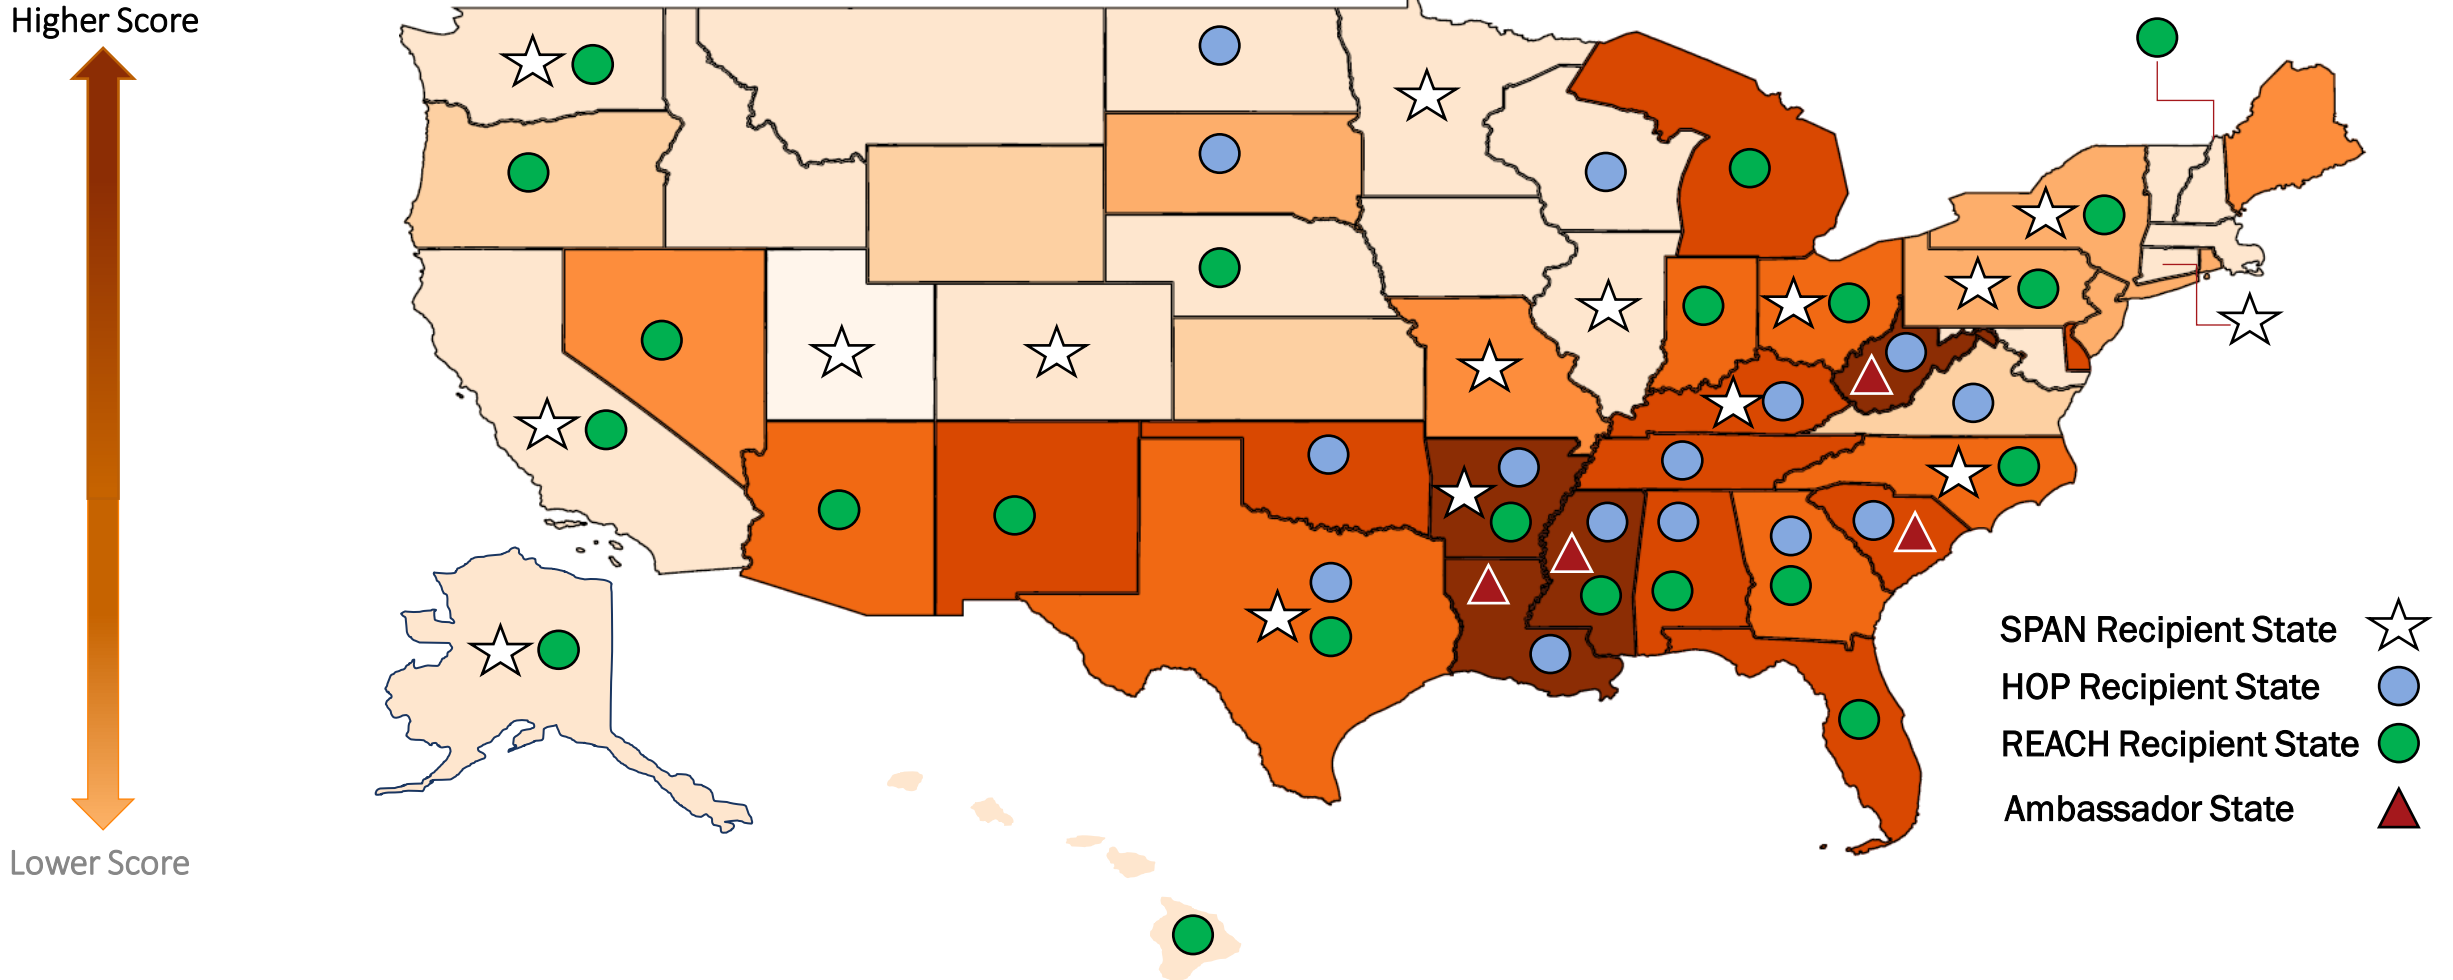 Higher Score
SPAN Recipient State
HOP Recipient State
REACH Recipient State
Ambassador State
Lower Score